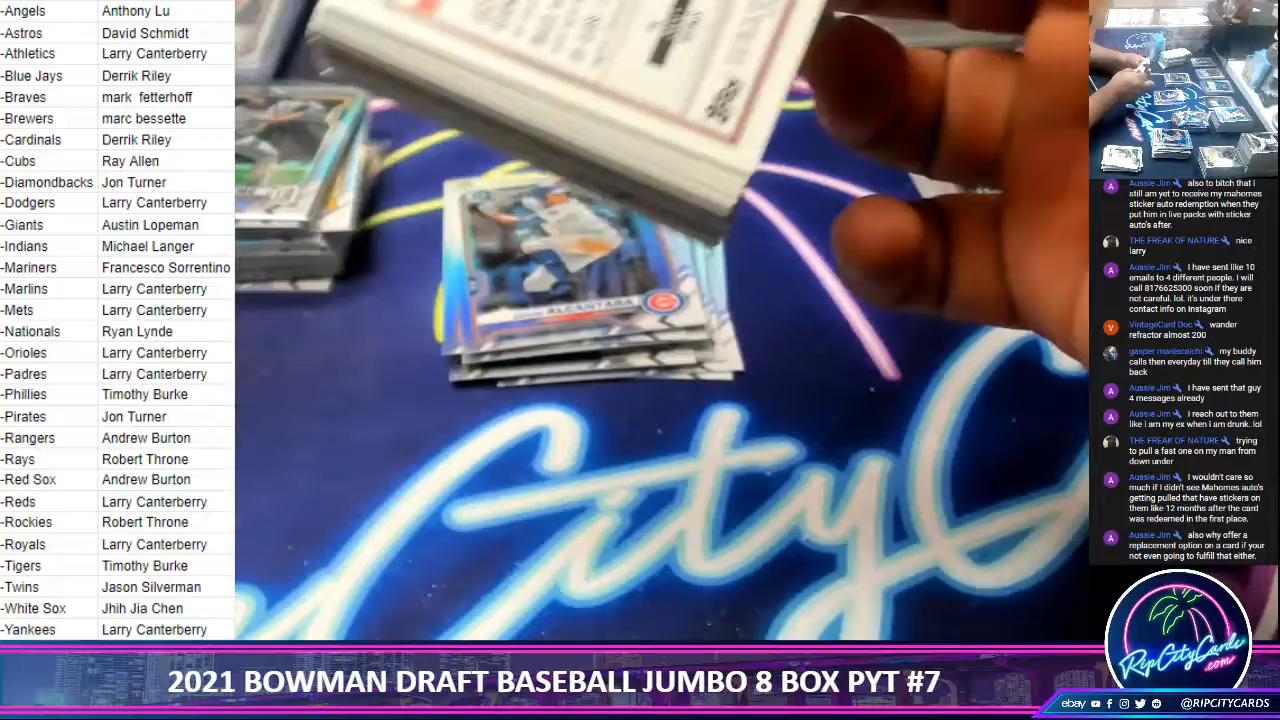 -Angels Anthony Lu
-Astros David Schmidt
-Athletics Larry Canterberry
-Blue Jays Derrik Riley
-Braves mark fetterhoff
-Brewers marc bessette
-Cardinals Derrik Riley
-Cubs Ray Allen
-Diamondbacks Jon Turner
-Dodgers Larry Canterberry
-Giants Austin Lopeman
-Indians Michael Langer
-Mariners Francesco Sorrentino
-Marlins Larry Canterberry
-Mets Larry Canterberry
-Nationals Ryan Lynde
-Orioles Larry Canterberry
-Padres Larry Canterberry
-Phillies Timothy Burke
-Pirates Jon Turner
-Rangers Andrew Burton
-Rays Robert Throne
-Red Sox Andrew Burton
-Reds Larry Canterberry
-Rockies Robert Throne
-Royals Larry Canterberry
-Tigers Timothy Burke
-Twins Jason Silverman
-White Sox Jhih Jia Chen
-Yankees Larry Canterberry
ALCANTARA
City
Aussie Jim also to bitch that i
still am yet to receive my mahomes
sticker auto redemption when they
put him in live packs with sticker
auto's after.
THE FREAK OF NATURE nice
larry
Aussie Jim I have sent like 10
emails to 4 different people. I will
call 8176625300 soon if they
are not careful. lol. it's under there
contact info on Instagram
VintageCard Doc wander
refractor almost 200
gasper maniscalchi my buddy
calls then everyday till they call him
back
Aussie Jim I have sent that guy
4 messages already
Aussie Jim I reach out to them
like i am my ex when i am drunk. lol
THE FREAK OF NATURE trying
to pull a fast one on my man from
down under
Aussie Jim I wouldn't care so
much if I didn't see Mahomes auto's
getting pulled that have stickers on
them like 12 months after the card
was redeemed in the first place.
Aussie Jim also why offer a
replacement option on a card if your
not even going to fulfill that either.
RipCityCards
.com
2021 BOWMAN DRAFT BASEBALL JUMBO 8 BOX PYT #7
ebay @RIPCITYCARDS